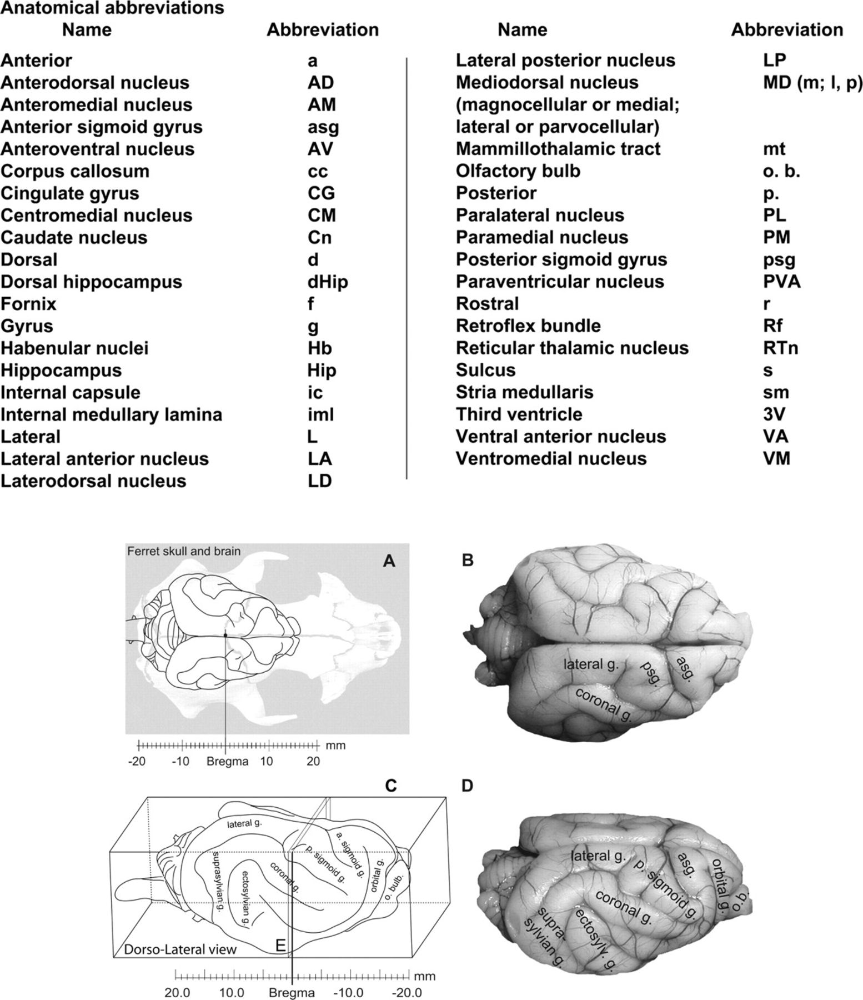 Anatomical abbreviations
Name Abbreviation Name Abbreviation
Anterior a
Anterodorsal nucleus AD
Anteromedial nucleus AM
Anterior sigmoid gyrus asg
Anteroventral nucleus AV
Corpus callosum cc
Cingulate gyrus CG
Centromedial nucleus CM
Caudate nucleus Cn
Dorsal d
Dorsal hippocampus dHip
Fornix f
Gyrus g
Habenular nuclei Hb
Hippocampus Hip
Internal capsule ic
Internal medullary lamina iml
Lateral L
Lateral anterior nucleus LA
Laterodorsal nucleus LD
Lateral posterior nucleus LP
Mediodorsal nucleus MD (m; l, p)
(magnocellular or medial;
lateral or parvocellular)
Mammillothalamic tract mt
Olfactory bulb o. b.
Posterior p.
Paralateral nucleus PL
Paramedial nucleus PM
Posterior sigmoid gyrus psg
Paraventricular nucleus PVA
Rostral r
Retroflex bundle Rf
Reticular thalamic nucleus RTn
Sulcus s
Stria medullaris sm
Third ventricle 3V
Ventral anterior nucleus VA
Ventromedial nucleus VM
Ferret skull and brain
A
mm
-20 -10 Bregma 10 20
B
lateral g.
psg.
asg.
coronal g.
C
lateral g.
a. sigmoid g.
p. sigmoid g.
suprasylvian g.
ectosylvian g.
coronal g.
orbital g.
o. bulb.
E
Dorso-Lateral view
mm
20.0 10.0 Bregma -10.0 -20.0
D
lateral g.
p. sigmoid g.
asg.
orbital g.
o.b.
coronal g.
supra-
sylvian g.
ectosylv. g.